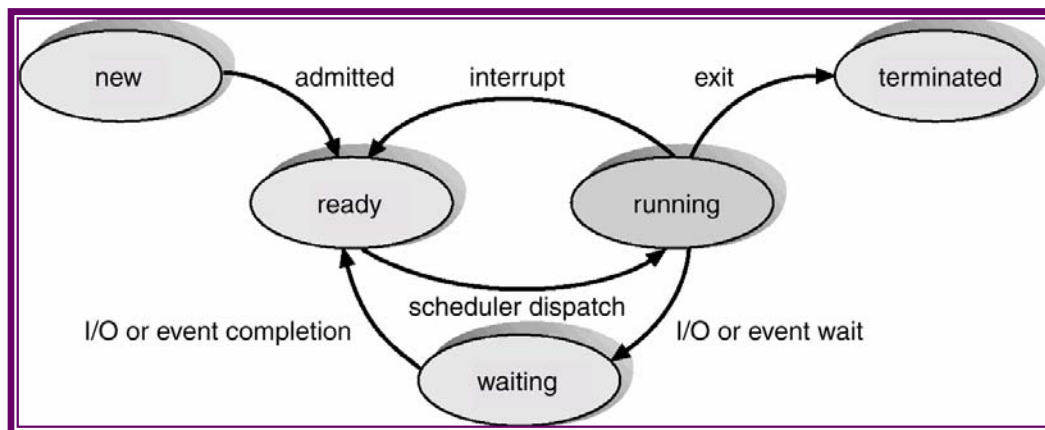 new
admitted
interrupt
exit
terminated
ready
running
scheduler dispatch
I/O or event completion
I/O or event wait
waiting